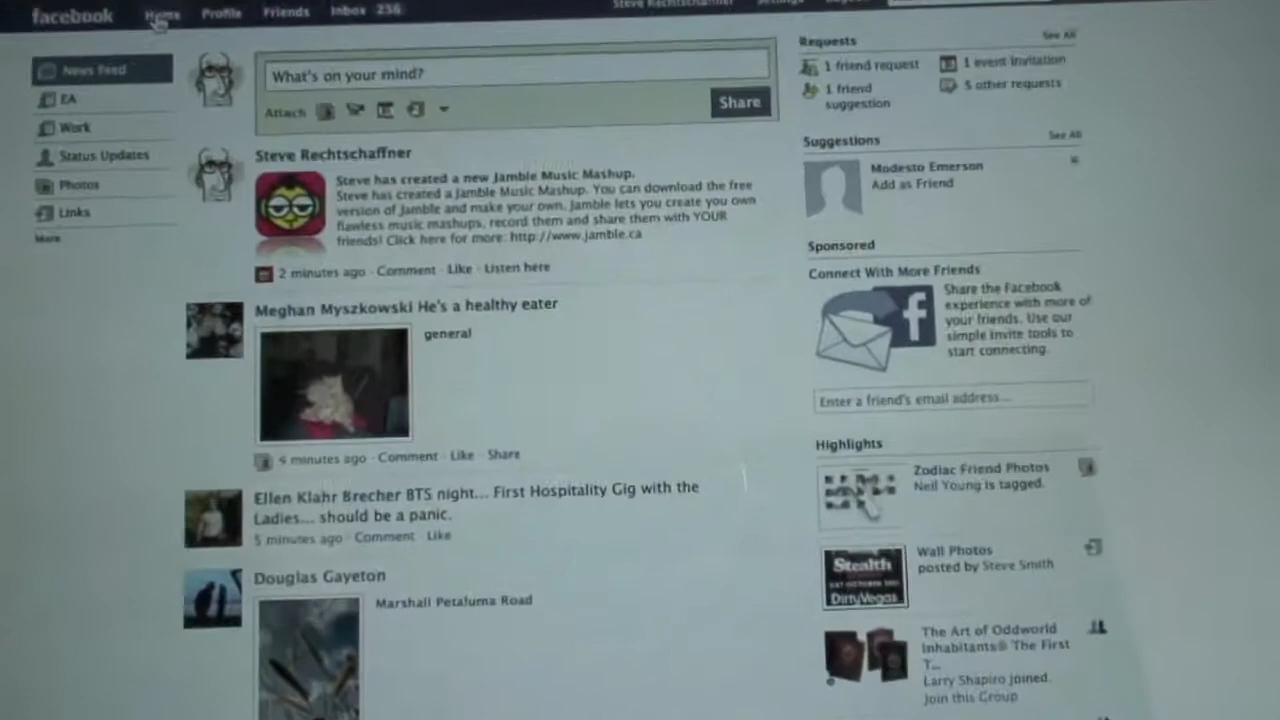 facebook Home Profile Friends Inbox 236 Steve Rechtschaffner Settings Logout
News Feed
EA
Work
Status Updates
Photos
Links
More
What's on your mind?
Attach
Share
Steve Rechtschaffner
Steve has created a new Jamble Music Mashup.
Steve has created a Jamble Music Mashup. You can download the free
version of Jamble and make your own. Jamble lets you create you own
flawless music mashups, record them and share them with YOUR
friends! Click here for more: http://www.jamble.ca
2 minutes ago · Comment · Like · Listen here
Meghan Myszkowski He's a healthy eater
general
4 minutes ago · Comment · Like · Share
Ellen Klahr Brecher BTS night... First Hospitality Gig with the
Ladies... should be a panic.
5 minutes ago · Comment · Like
Douglas Gayeton
Marshall Petaluma Road
Requests See All
1 friend request 1 event invitation
1 friend
suggestion
5 other requests
Suggestions See All
Modesto Emerson
Add as Friend
Sponsored
Connect With More Friends
Share the Facebook
experience with more of
your friends. Use our
simple invite tools to
start connecting.
Enter a friend's email address...
Highlights
Zodiac Friend Photos
Neil Young is tagged.
Wall Photos
posted by Steve Smith
Stealth
DirtyVegas
The Art of Oddworld
Inhabitants® The First
T...
Larry Shapiro joined.
Join this Group